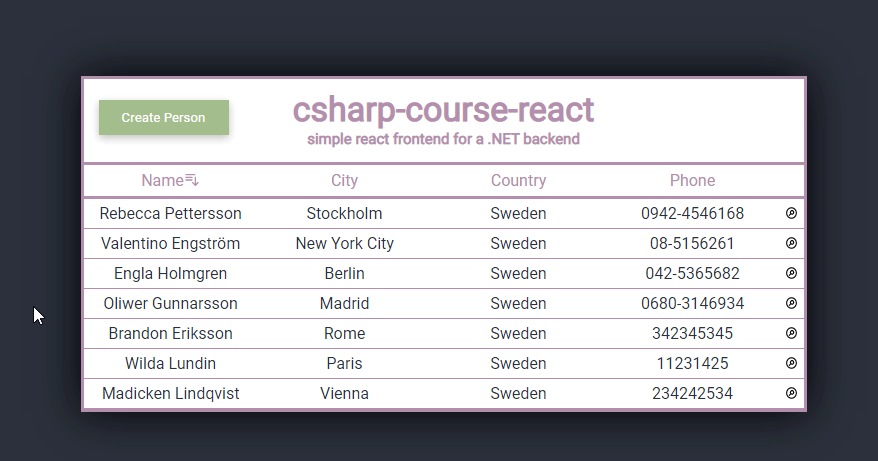 Create Person
csharp-course-react
simple react frontend for a .NET backend
Name City Country Phone
Rebecca Pettersson Stockholm Sweden 0942-4546168
Valentino Engström New York City Sweden 08-5156261
Engla Holmgren Berlin Sweden 042-5365682
Oliwer Gunnarsson Madrid Sweden 0680-3146934
Brandon Eriksson Rome Sweden 342345345
Wilda Lundin Paris Sweden 11231425
Madicken Lindqvist Vienna Sweden 234242534